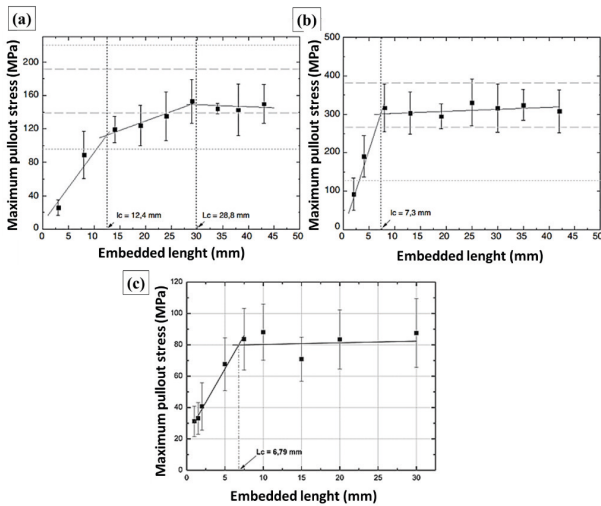 (a)
Maximum pullout stress (MPa)
200
160
120
80
40
0
lc = 12,4 mm
Lc = 28,8 mm
0 5 10 15 20 25 30 35 40 45 50
Embedded lenght (mm)
(b)
Maximum pullout stress (MPa)
500
400
300
200
100
0
lc = 7,3 mm
0 5 10 15 20 25 30 35 40 45 50
Embedded lenght (mm)
(c)
Maximum pullout stress (MPa)
120
100
80
60
40
20
0
Lc = 6,79 mm
0 5 10 15 20 25 30
Embedded lenght (mm)